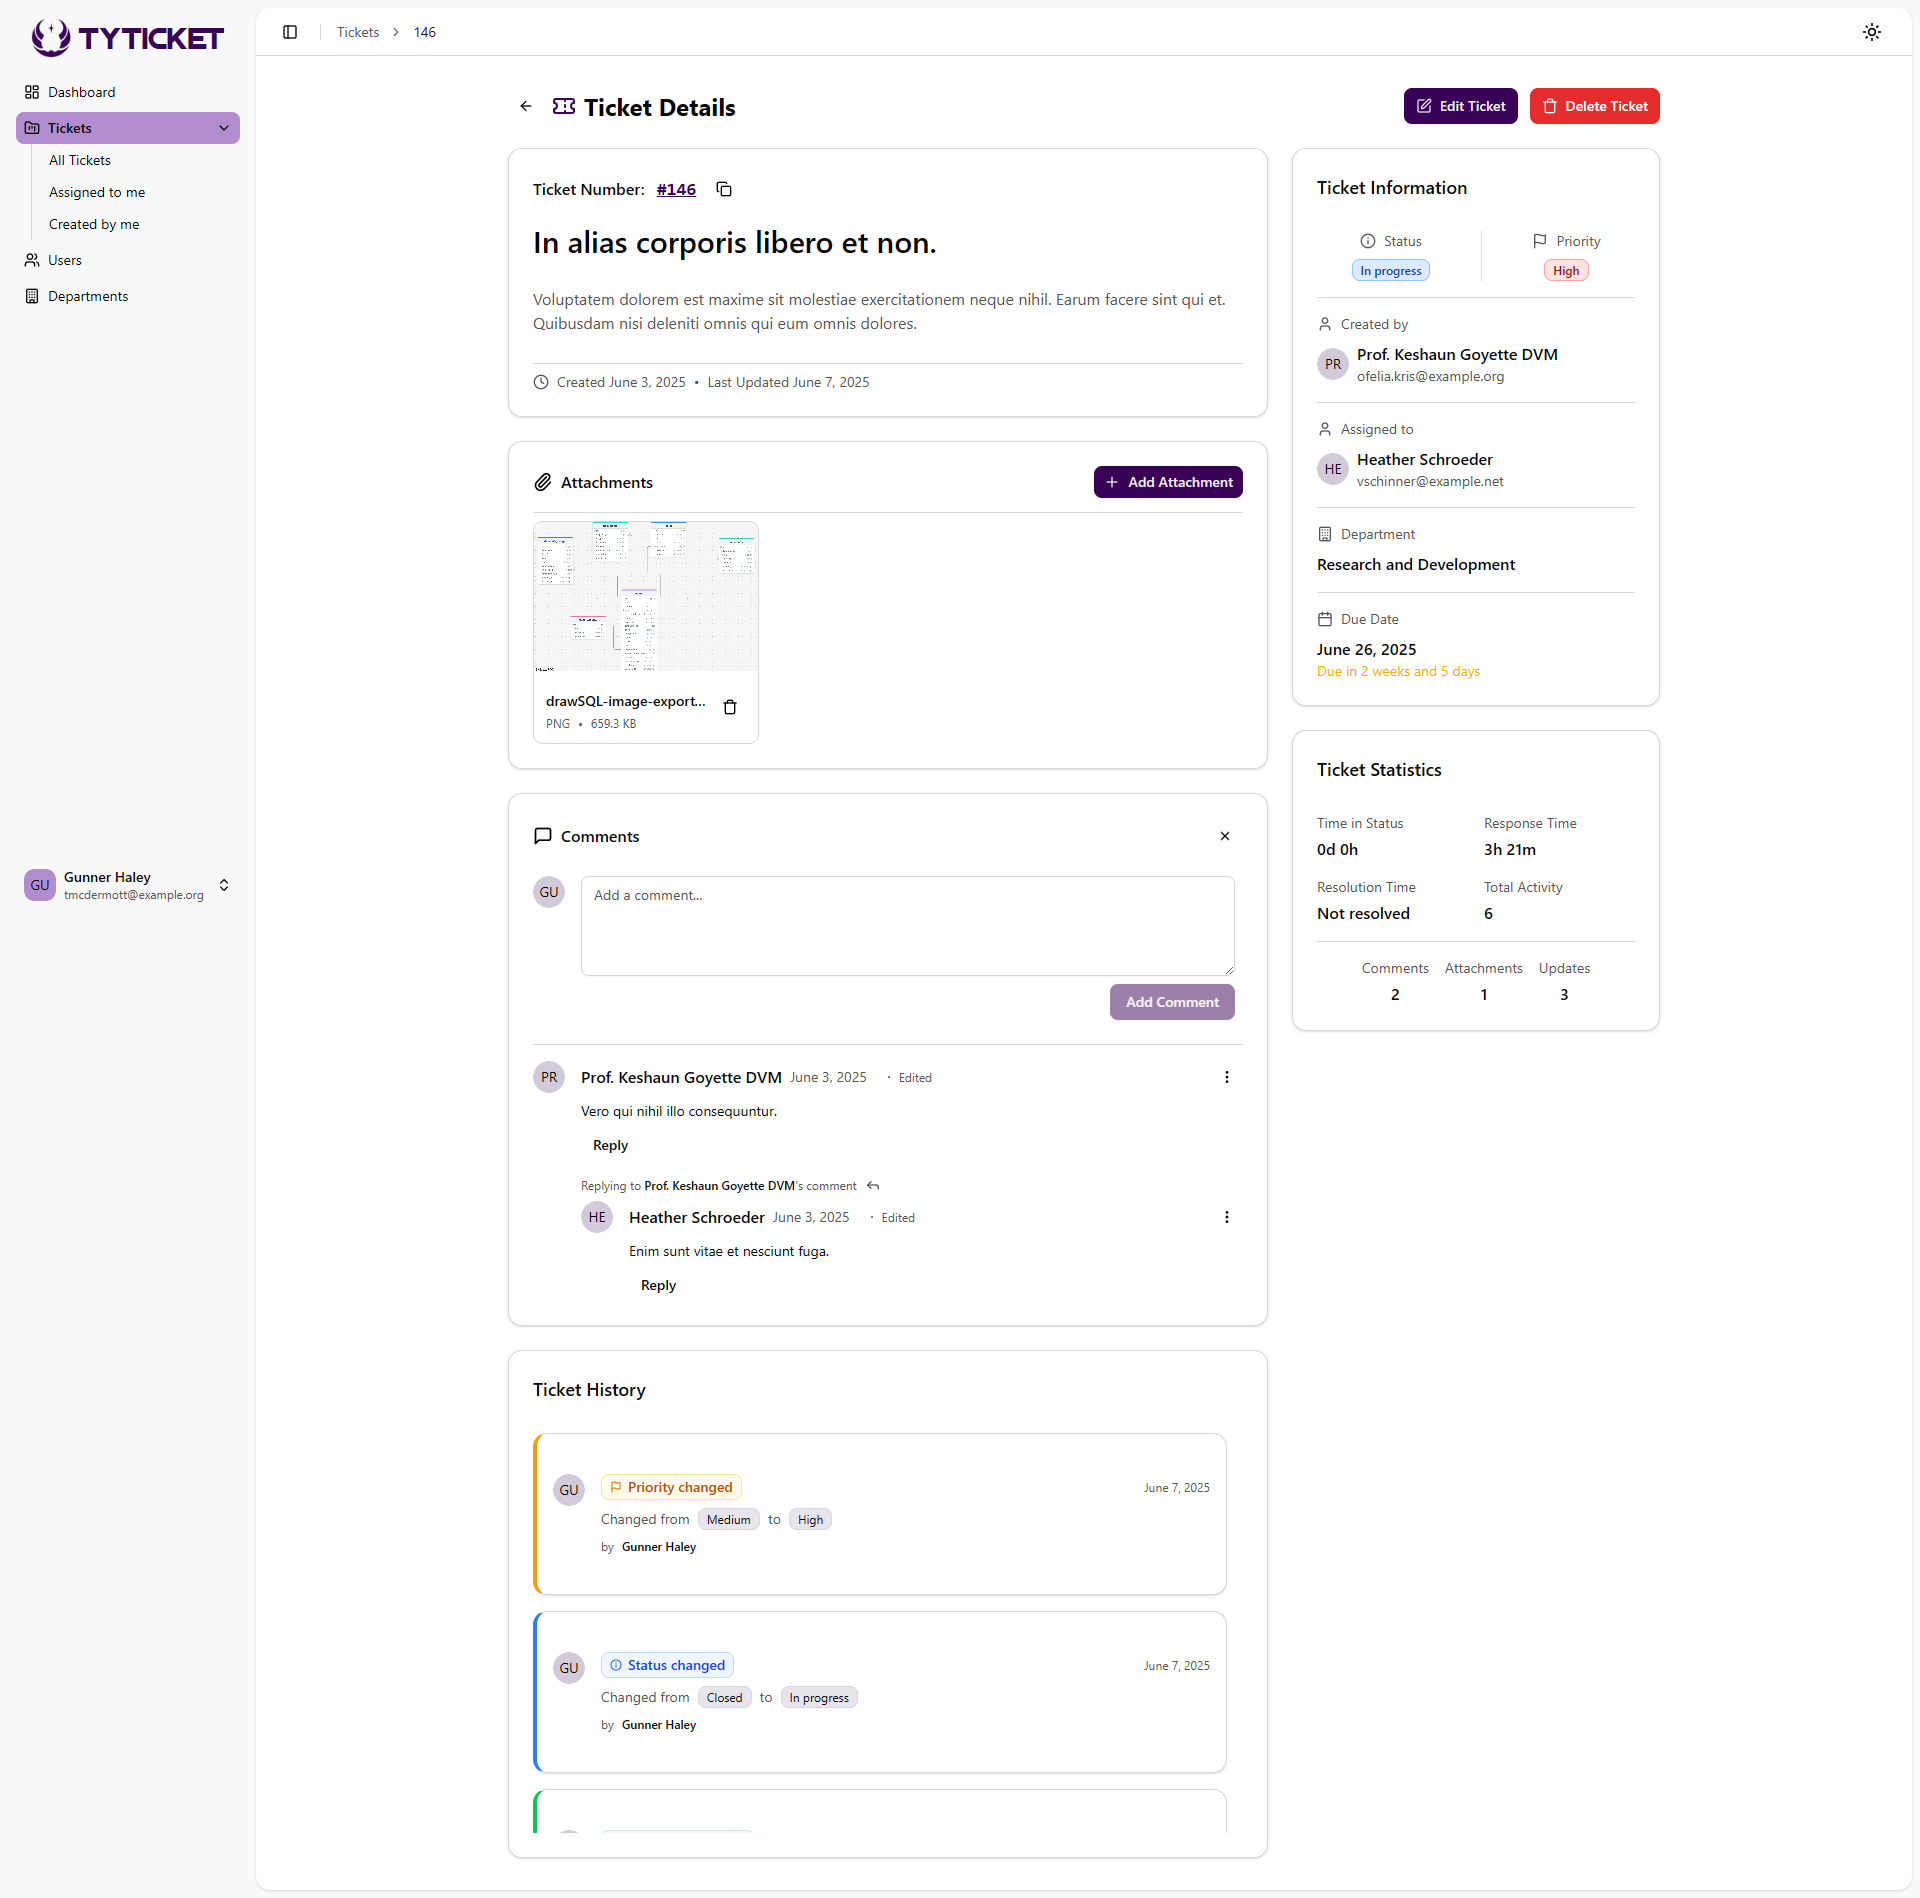 TYTICKET
Dashboard
Tickets
All Tickets
Assigned to me
Created by me
Users
Departments
GU
Gunner Haley
tmcdermott@example.org
Tickets > 146
Ticket Details
Edit Ticket
Delete Ticket
Ticket Number: #146
In alias corporis libero et non.
Voluptatem dolorem est maxime sit molestiae exercitationem neque nihil. Earum facere sint qui et.
Quibusdam nisi deleniti omnis qui eum omnis dolores.
Created June 3, 2025 • Last Updated June 7, 2025
Attachments
Add Attachment
drawSQL-image-export...
PNG • 659.3 KB
Comments
GU
Add a comment...
Add Comment
PR
Prof. Keshaun Goyette DVM June 3, 2025 · Edited
Vero qui nihil illo consequuntur.
Reply
Replying to Prof. Keshaun Goyette DVM's comment
HE
Heather Schroeder June 3, 2025 · Edited
Enim sunt vitae et nesciunt fuga.
Reply
Ticket History
GU
Priority changed
June 7, 2025
Changed from Medium to High
by Gunner Haley
GU
Status changed
June 7, 2025
Changed from Closed to In progress
by Gunner Haley
Ticket Information
Status
In progress
Priority
High
Created by
PR
Prof. Keshaun Goyette DVM
ofelia.kris@example.org
Assigned to
HE
Heather Schroeder
vschinner@example.net
Department
Research and Development
Due Date
June 26, 2025
Due in 2 weeks and 5 days
Ticket Statistics
Time in Status
0d 0h
Response Time
3h 21m
Resolution Time
Not resolved
Total Activity
6
Comments
2
Attachments
1
Updates
3